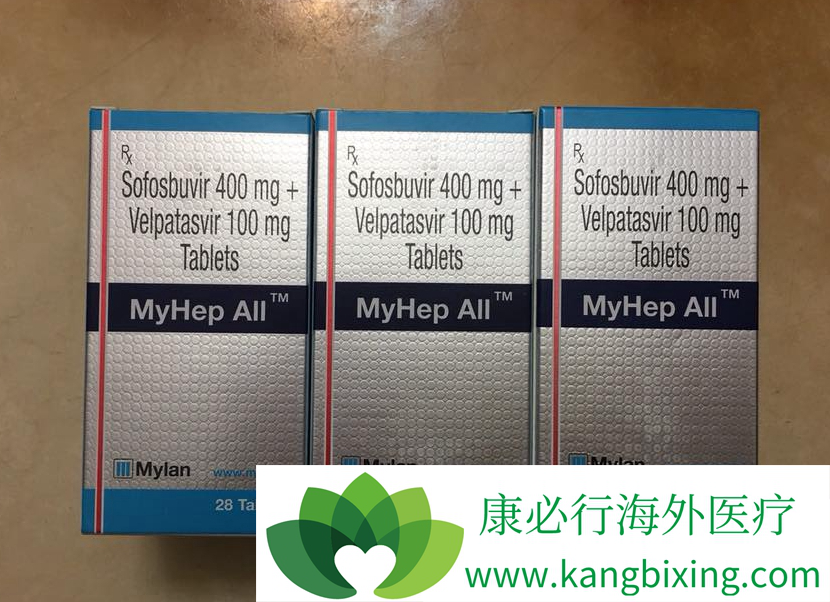 Rx
Sofosbuvir 400 mg +
Velpatasvir 100 mg
Tablets
MyHep All™
Mylan
28
Rx
Sofosbuvir 400 mg +
Velpatasvir 100 mg
Tablets
MyHep All™
Mylan
Rx
Sofosbuvir 400 mg +
Velpatasvir 100 mg
Tablets
MyHep All™
Mylan
康必行海外医疗
www.kangbixing.com